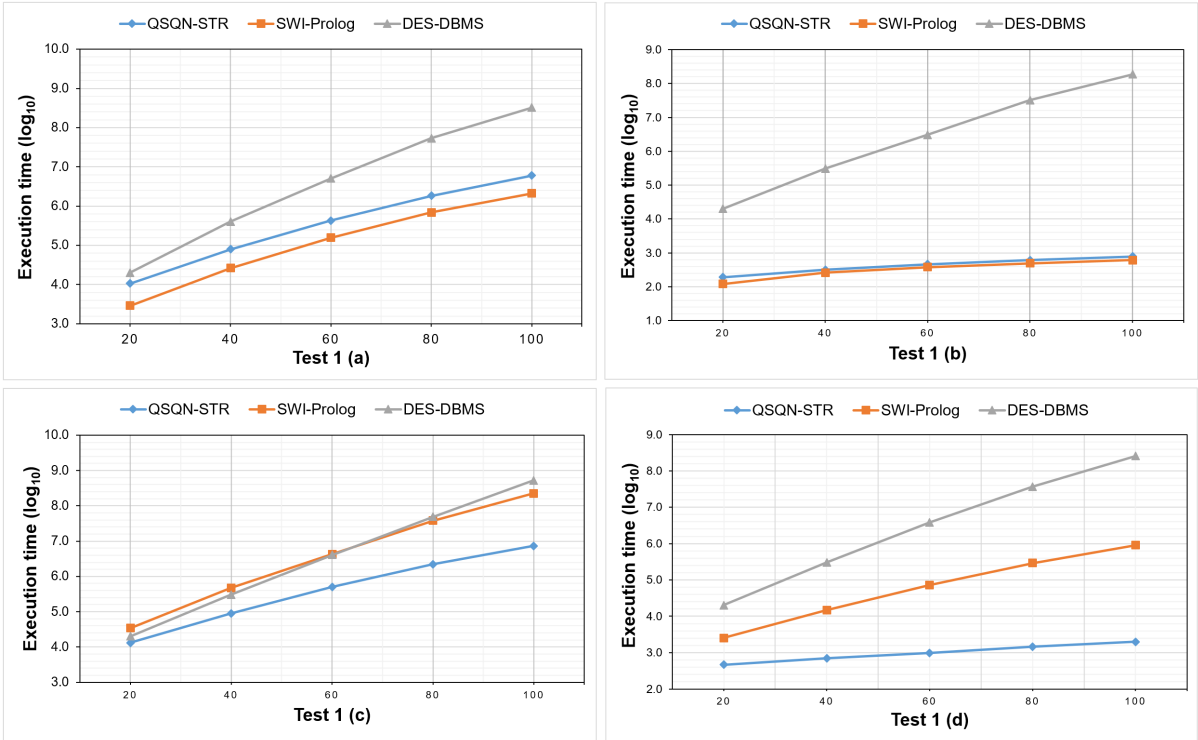 QSQN-STR SWI-Prolog DES-DBMS
Execution time (log10)
10.0
9.0
8.0
7.0
6.0
5.0
4.0
3.0
20 40 60 80 100
Test 1 (a)
QSQN-STR SWI-Prolog DES-DBMS
Execution time (log10)
9.0
8.0
7.0
6.0
5.0
4.0
3.0
2.0
1.0
20 40 60 80 100
Test 1 (b)
QSQN-STR SWI-Prolog DES-DBMS
Execution time (log10)
10.0
9.0
8.0
7.0
6.0
5.0
4.0
3.0
20 40 60 80 100
Test 1 (c)
QSQN-STR SWI-Prolog DES-DBMS
Execution time (log10)
9.0
8.0
7.0
6.0
5.0
4.0
3.0
2.0
20 40 60 80 100
Test 1 (d)